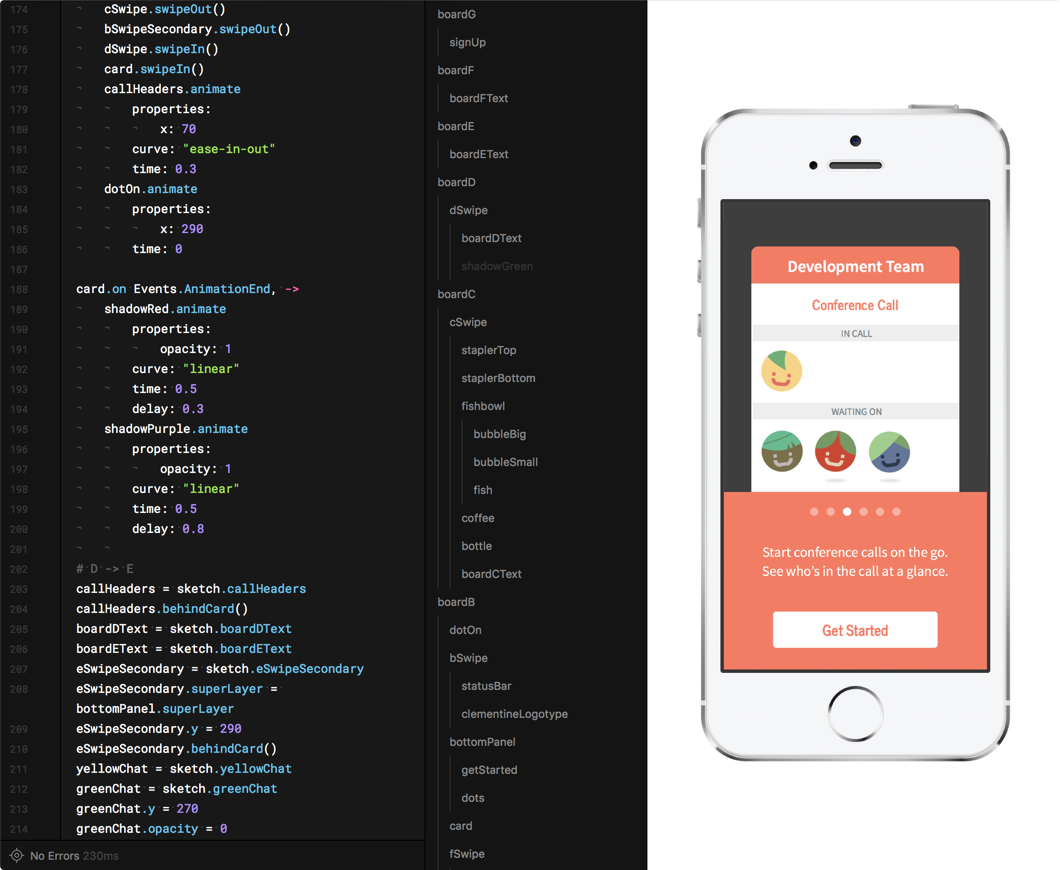 174 cSwipe.swipeOut()
175 bSwipeSecondary.swipeOut()
176 dSwipe.swipeIn()
177 card.swipeIn()
178 callHeaders.animate
179 properties:
180 x: 70
181 curve: "ease-in-out"
182 time: 0.3
183 dotOn.animate
184 properties:
185 x: 290
186 time: 0
187
188 card.on Events.AnimationEnd, ->
189 shadowRed.animate
190 properties:
191 opacity: 1
192 curve: "linear"
193 time: 0.5
194 delay: 0.3
195 shadowPurple.animate
196 properties:
197 opacity: 1
198 curve: "linear"
199 time: 0.5
200 delay: 0.8
201
202 # D -> E
203 callHeaders = sketch.callHeaders
204 callHeaders.behindCard()
205 boardDText = sketch.boardDText
206 boardEText = sketch.boardEText
207 eSwipeSecondary = sketch.eSwipeSecondary
208 eSwipeSecondary.superLayer =
bottomPanel.superLayer
209 eSwipeSecondary.y = 290
210 eSwipeSecondary.behindCard()
211 yellowChat = sketch.yellowChat
212 greenChat = sketch.greenChat
213 greenChat.y = 270
214 greenChat.opacity = 0
No Errors 230ms
boardG
signUp
boardF
boardFText
boardE
boardEText
boardD
dSwipe
boardDText
shadowGreen
boardC
cSwipe
staplerTop
staplerBottom
fishbowl
bubbleBig
bubbleSmall
fish
coffee
bottle
boardCText
boardB
dotOn
bSwipe
statusBar
clementineLogotype
bottomPanel
getStarted
dots
card
fSwipe
Development Team
Conference Call
IN CALL
WAITING ON
Start conference calls on the go.
See who's in the call at a glance.
Get Started